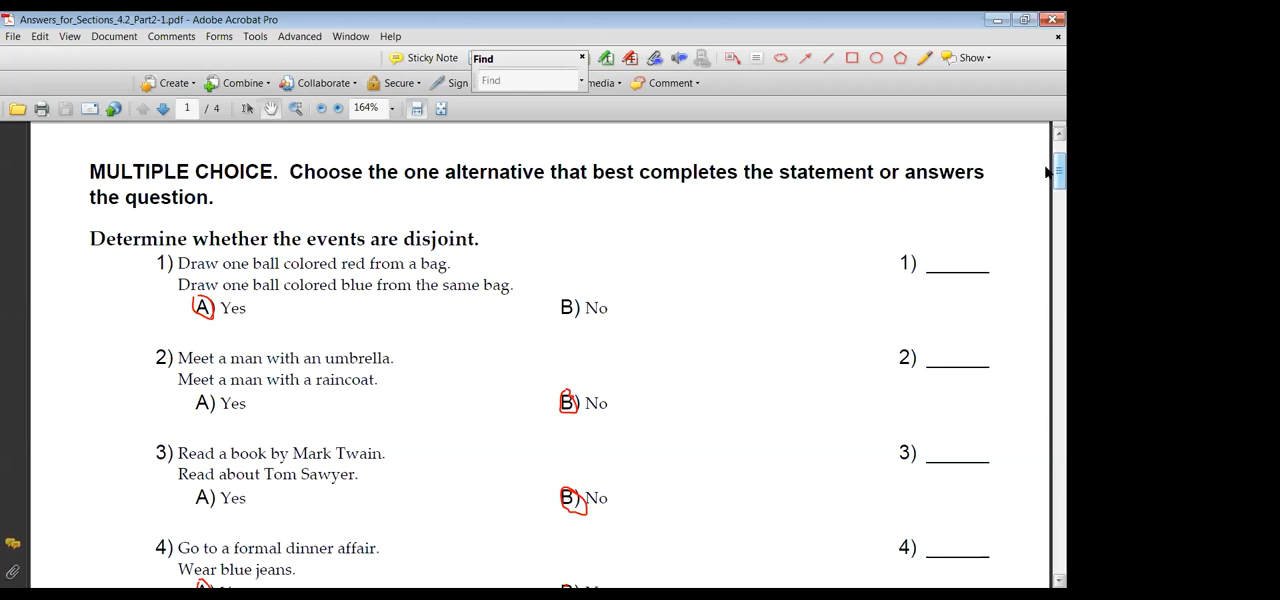 Answers_for_Sections_4.2_Part2-1.pdf - Adobe Acrobat Pro
File Edit View Document Comments Forms Tools Advanced Window Help
Sticky Note Find Show
Find
Create Combine Collaborate Secure Sign media Comment
1 / 4 164%
MULTIPLE CHOICE. Choose the one alternative that best completes the statement or answers
the question.
Determine whether the events are disjoint.
1) Draw one ball colored red from a bag. 1) ______
Draw one ball colored blue from the same bag.
A) Yes B) No
2) Meet a man with an umbrella. 2) ______
Meet a man with a raincoat.
A) Yes B) No
3) Read a book by Mark Twain. 3) ______
Read about Tom Sawyer.
A) Yes B) No
4) Go to a formal dinner affair. 4) ______
Wear blue jeans.